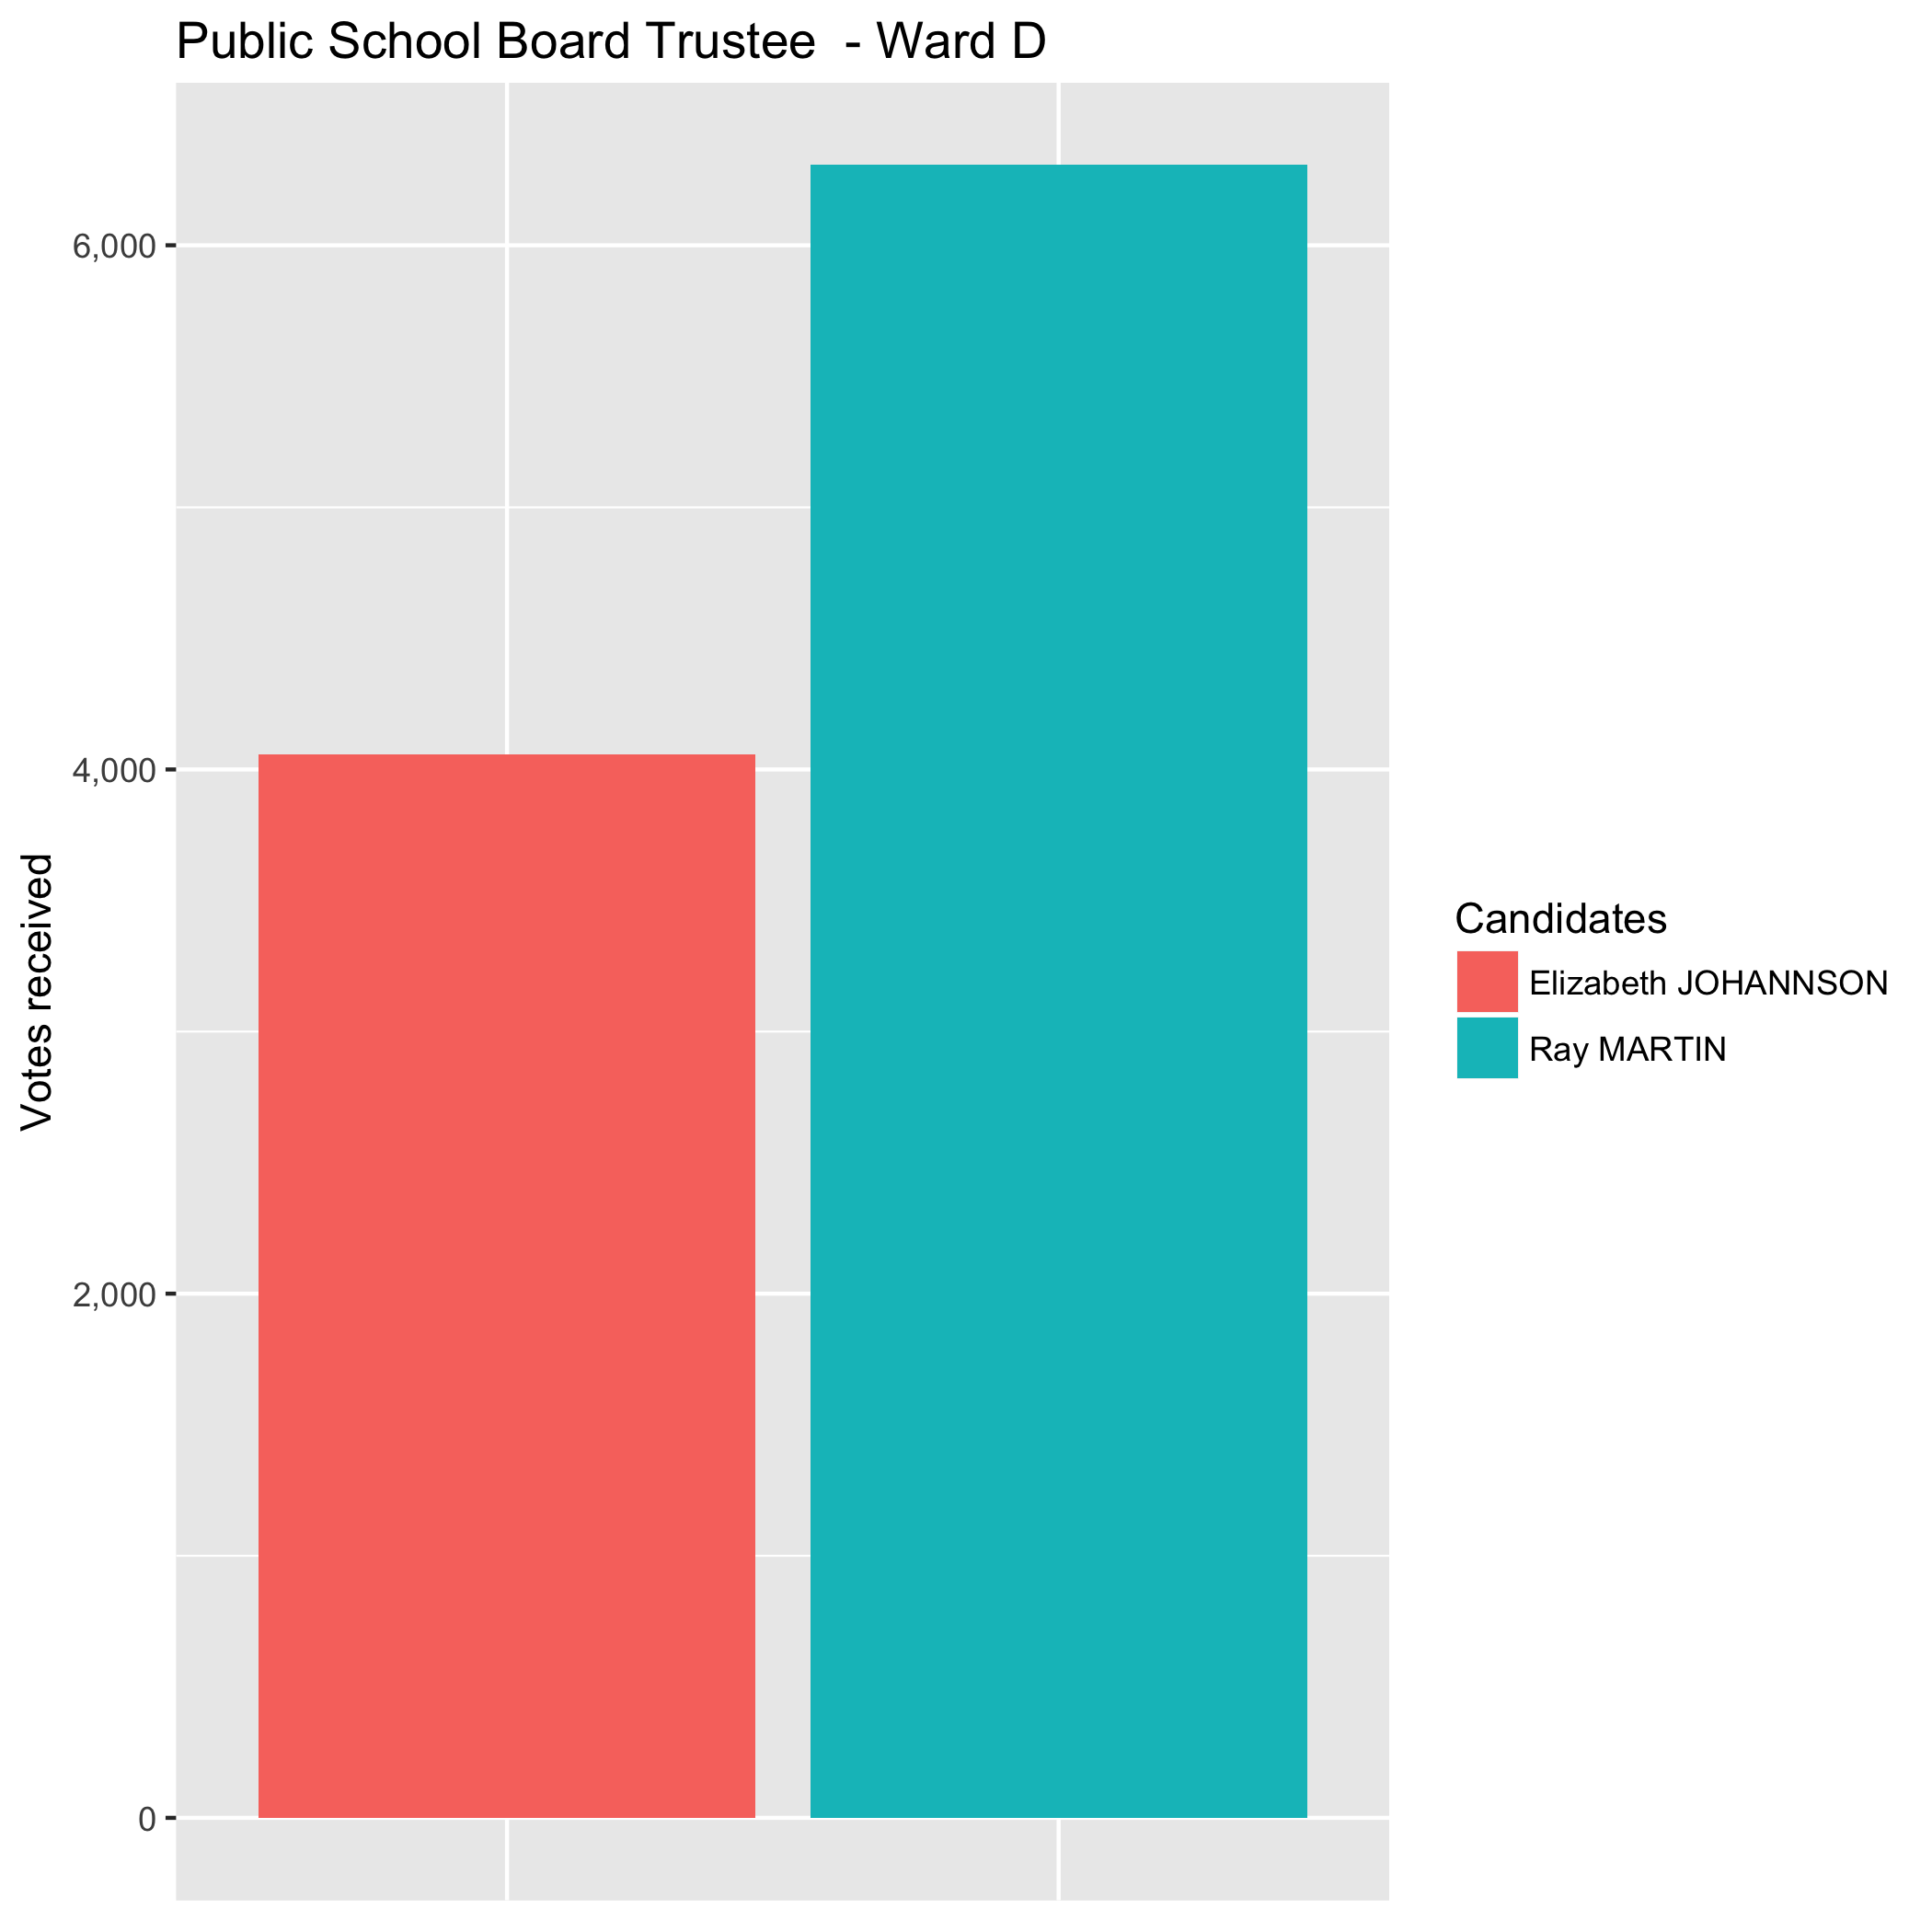 Public School Board Trustee  - Ward D
Votes received
6,000
4,000
2,000
0
Candidates
Elizabeth JOHANNSON
Ray MARTIN